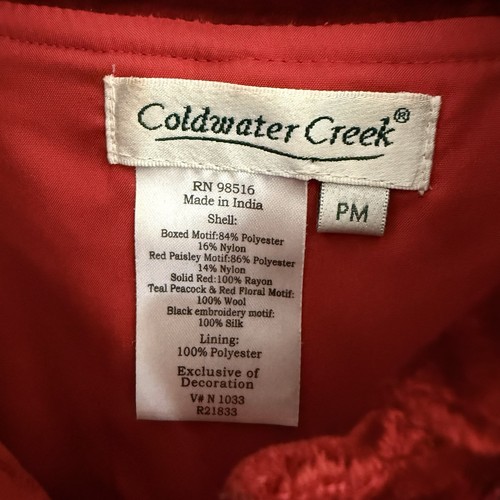 Coldwater Creek®
PM
RN 98516
Made in India
Shell:
Boxed Motif:84% Polyester
16% Nylon
Red Paisley Motif:86% Polyester
14% Nylon
Solid Red:100% Rayon
Teal Peacock & Red Floral Motif:
100% Wool
Black embroidery motif:
100% Silk
Lining:
100% Polyester
Exclusive of
Decoration
V# N 1033
R21833